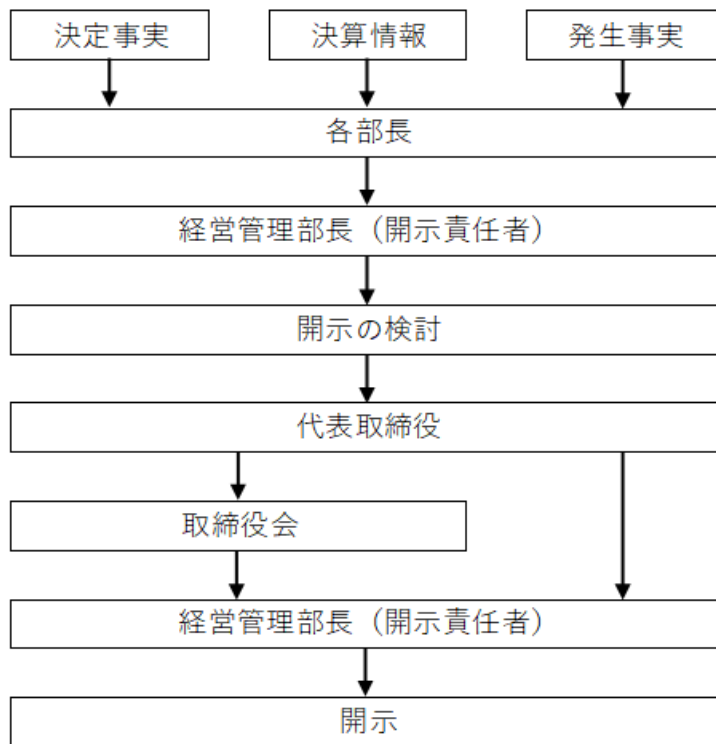 決定事実
決算情報
発生事実
各部長
経営管理部長（開示責任者）
開示の検討
代表取締役
取締役会
経営管理部長（開示責任者）
開示